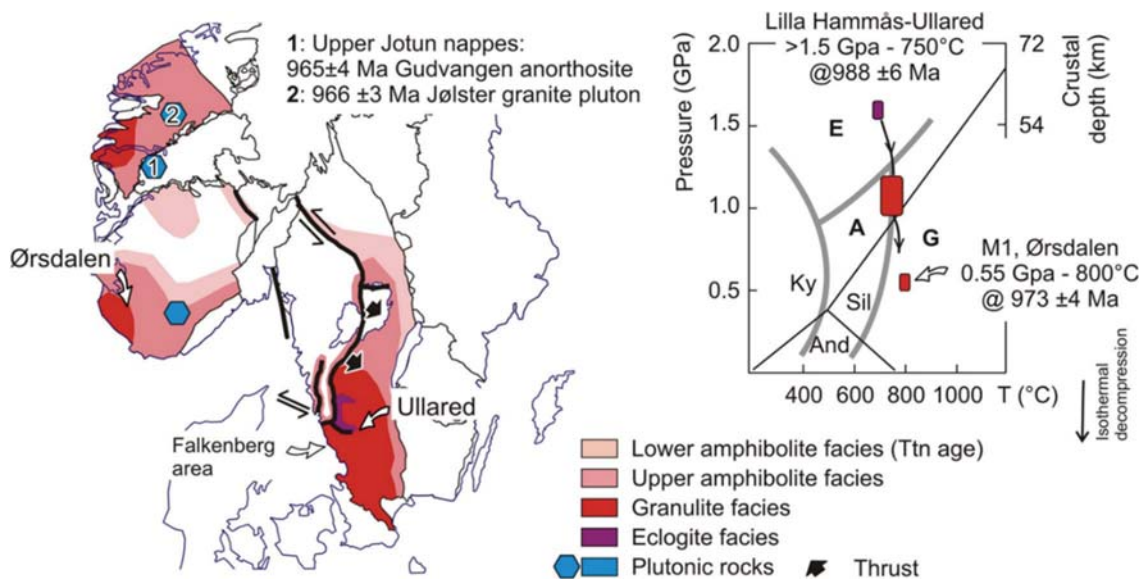 1: Upper Jotun nappes:
965±4 Ma Gudvangen anorthosite
2: 966 ±3 Ma Jølster granite pluton
2
1
Ørsdalen
Ullared
Falkenberg
area
Lilla Hammås-Ullared
>1.5 Gpa - 750°C
@988 ±6 Ma
Pressure (GPa)
2.0
1.5
1.0
0.5
72
54
Crustal
depth (km)
E
A
G
Ky
Sil
And
M1, Ørsdalen
0.55 Gpa - 800°C
@ 973 ±4 Ma
400 600 800 1000 T (°C)
Isothermal
decompression
Lower amphibolite facies (Ttn age)
Upper amphibolite facies
Granulite facies
Eclogite facies
Plutonic rocks
Thrust